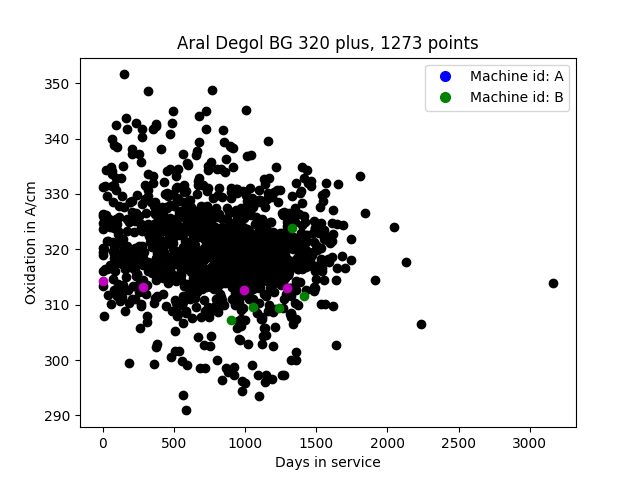 Aral Degol BG 320 plus, 1273 points
Machine id: A
Machine id: B
Oxidation in A/cm
350
340
330
320
310
300
290
0 500 1000 1500 2000 2500 3000
Days in service